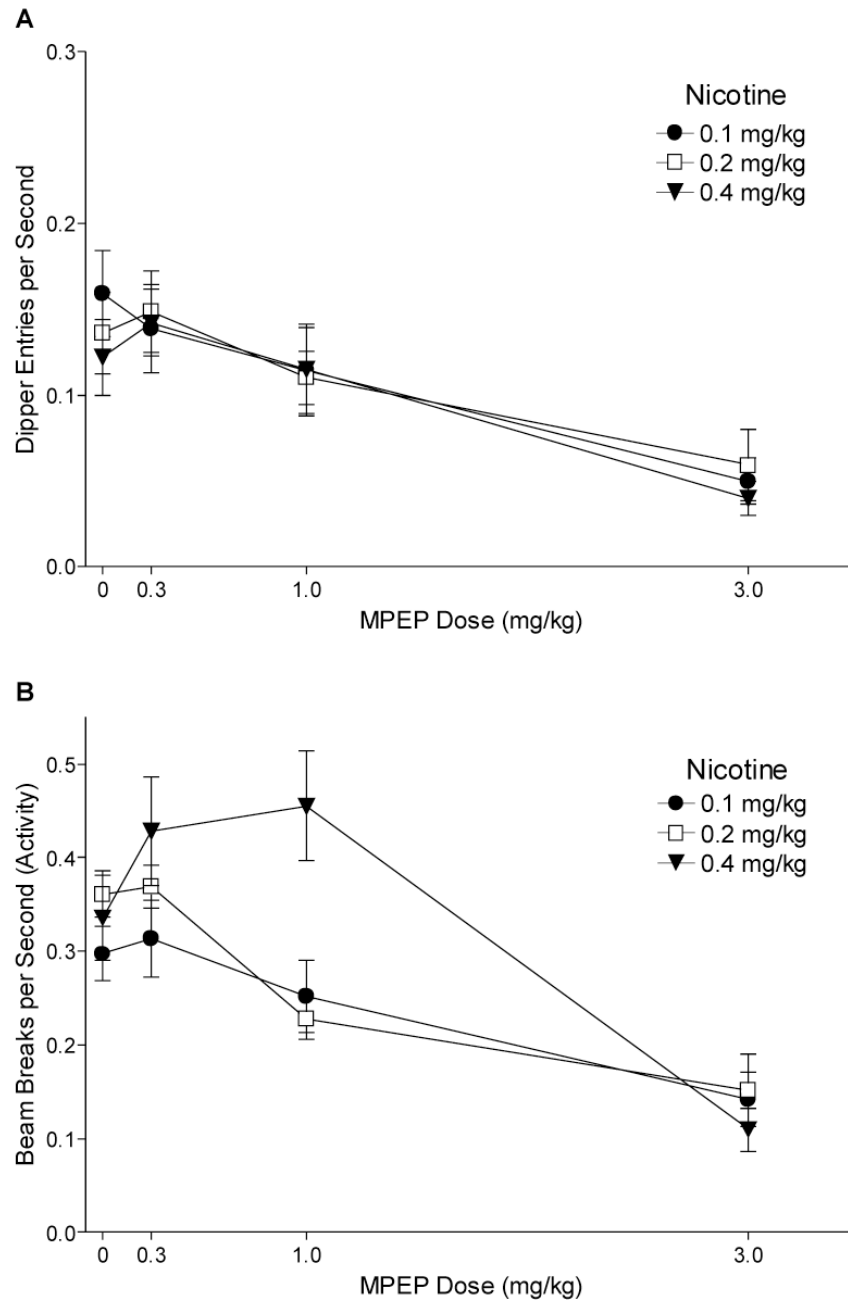 A
0.3
0.2
0.1
0.0
Dipper Entries per Second
Nicotine
0.1 mg/kg
0.2 mg/kg
0.4 mg/kg
0 0.3 1.0 3.0
MPEP Dose (mg/kg)
B
0.5
0.4
0.3
0.2
0.1
0.0
Beam Breaks per Second (Activity)
Nicotine
0.1 mg/kg
0.2 mg/kg
0.4 mg/kg
0 0.3 1.0 3.0
MPEP Dose (mg/kg)